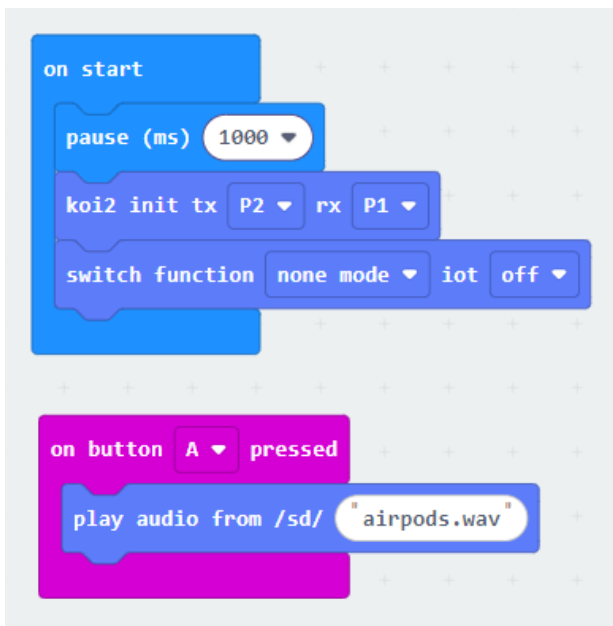 on start
pause (ms) 1000
koi2 init tx P2 rx P1
switch function none mode iot off
on button A pressed
play audio from /sd/ "airpods.wav"